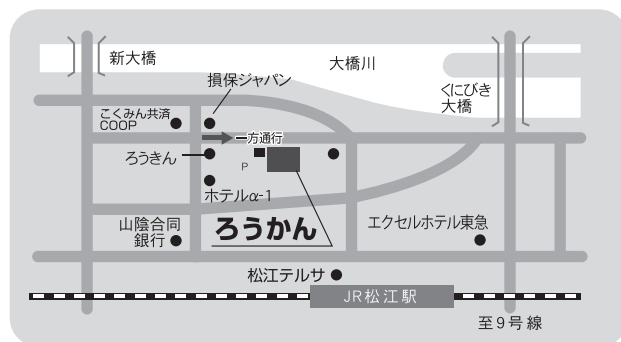 新大橋
大橋川
損保ジャパン
くにびき
大橋
こくみん共済
COOP
一方通行
ろうきん
P
ホテルα-1
山陰合同
銀行
ろうかん
エクセルホテル東急
松江テルサ
JR松江駅
至9号線